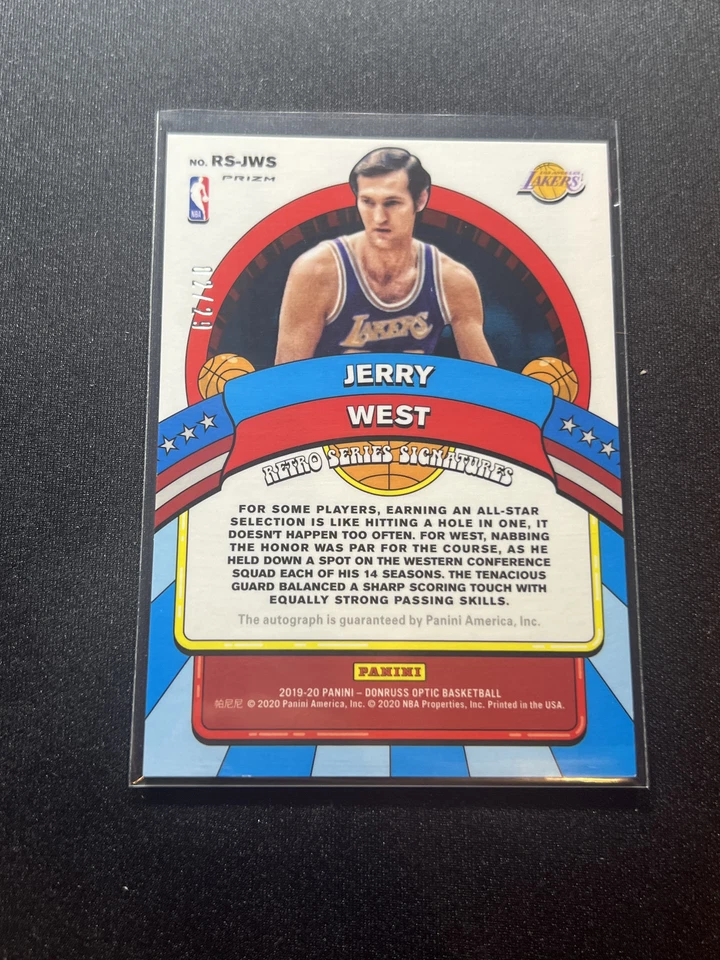 NO. RS-JWS
PRIZM
NBA
LAKERS
LAKERS
JERRY
WEST
RETRO SERIES SIGNATURES
FOR SOME PLAYERS, EARNING AN ALL-STAR
SELECTION IS LIKE HITTING A HOLE IN ONE, IT
DOESN'T HAPPEN TOO OFTEN. FOR WEST, NABBING
THE HONOR WAS PAR FOR THE COURSE, AS HE
HELD DOWN A SPOT ON THE WESTERN CONFERENCE
SQUAD EACH OF HIS 14 SEASONS. THE TENACIOUS
GUARD BALANCED A SHARP SCORING TOUCH WITH
EQUALLY STRONG PASSING SKILLS.
The autograph is guaranteed by Panini America, Inc.
PANINI
2019-20 PANINI – DONRUSS OPTIC BASKETBALL
帕尼尼 © 2020 Panini America, Inc. © 2020 NBA Properties, Inc. Printed in the USA.